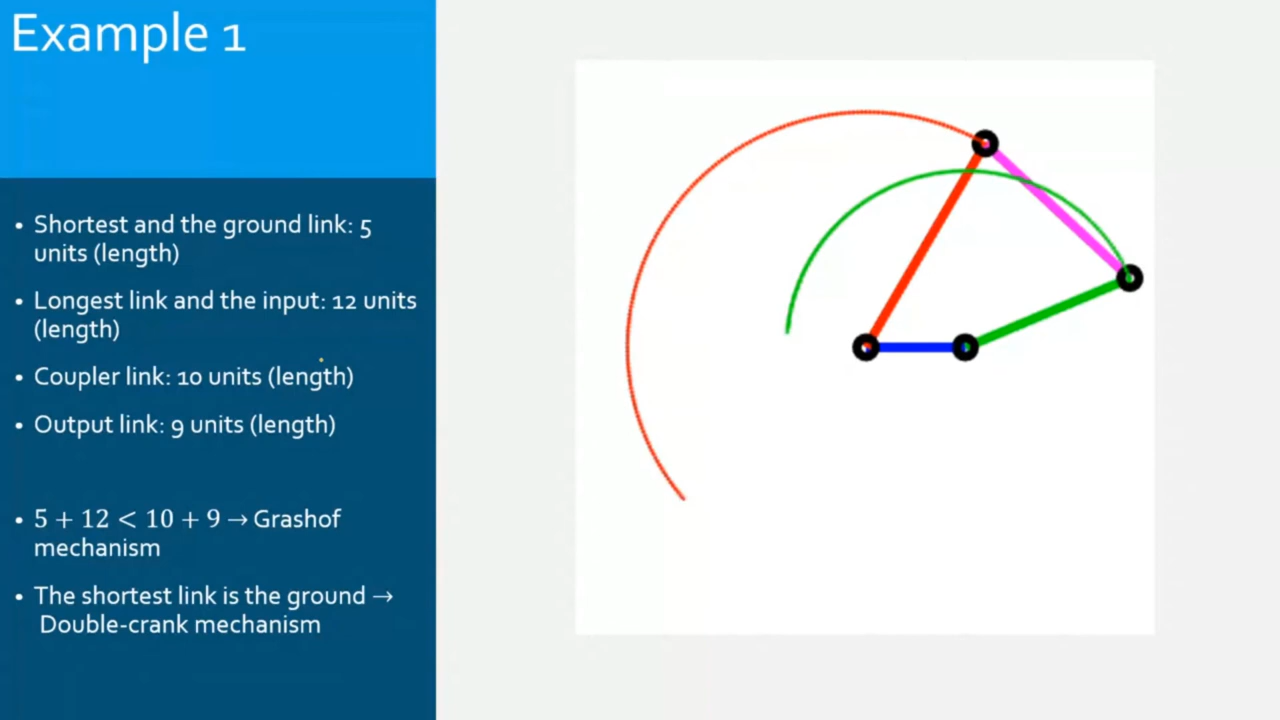 Example 1
• Shortest and the ground link: 5
units (length)
• Longest link and the input: 12 units
(length)
• Coupler link: 10 units (length)
• Output link: 9 units (length)
• 5 + 12 < 10 + 9 → Grashof
mechanism
• The shortest link is the ground →
Double-crank mechanism